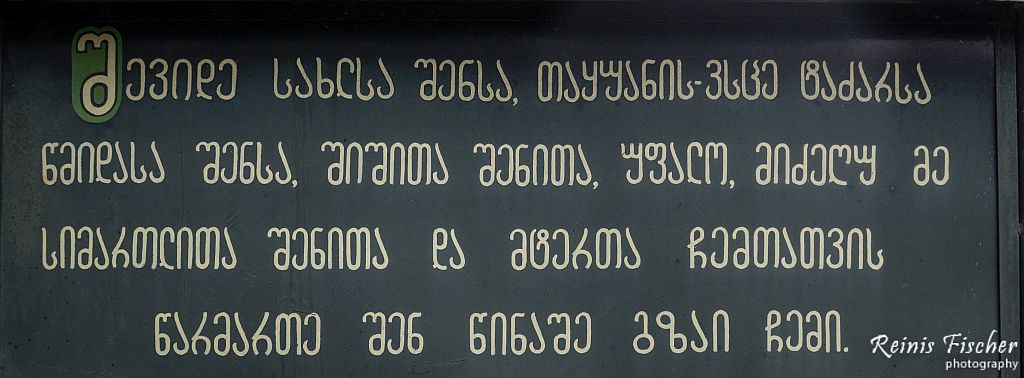 შევიდე სახლსა შენსა, თაყყანის-ვსცე ტაძარსა
წმიდასა შენსა, შიშითა შენითა, უფალო, მიძეღუ მე
სიმართლითა შენითა და მტერთა ჩემთათვის
წარმართე შენ წინაშე გზაი ჩემი.
Reinis Fischer
photography